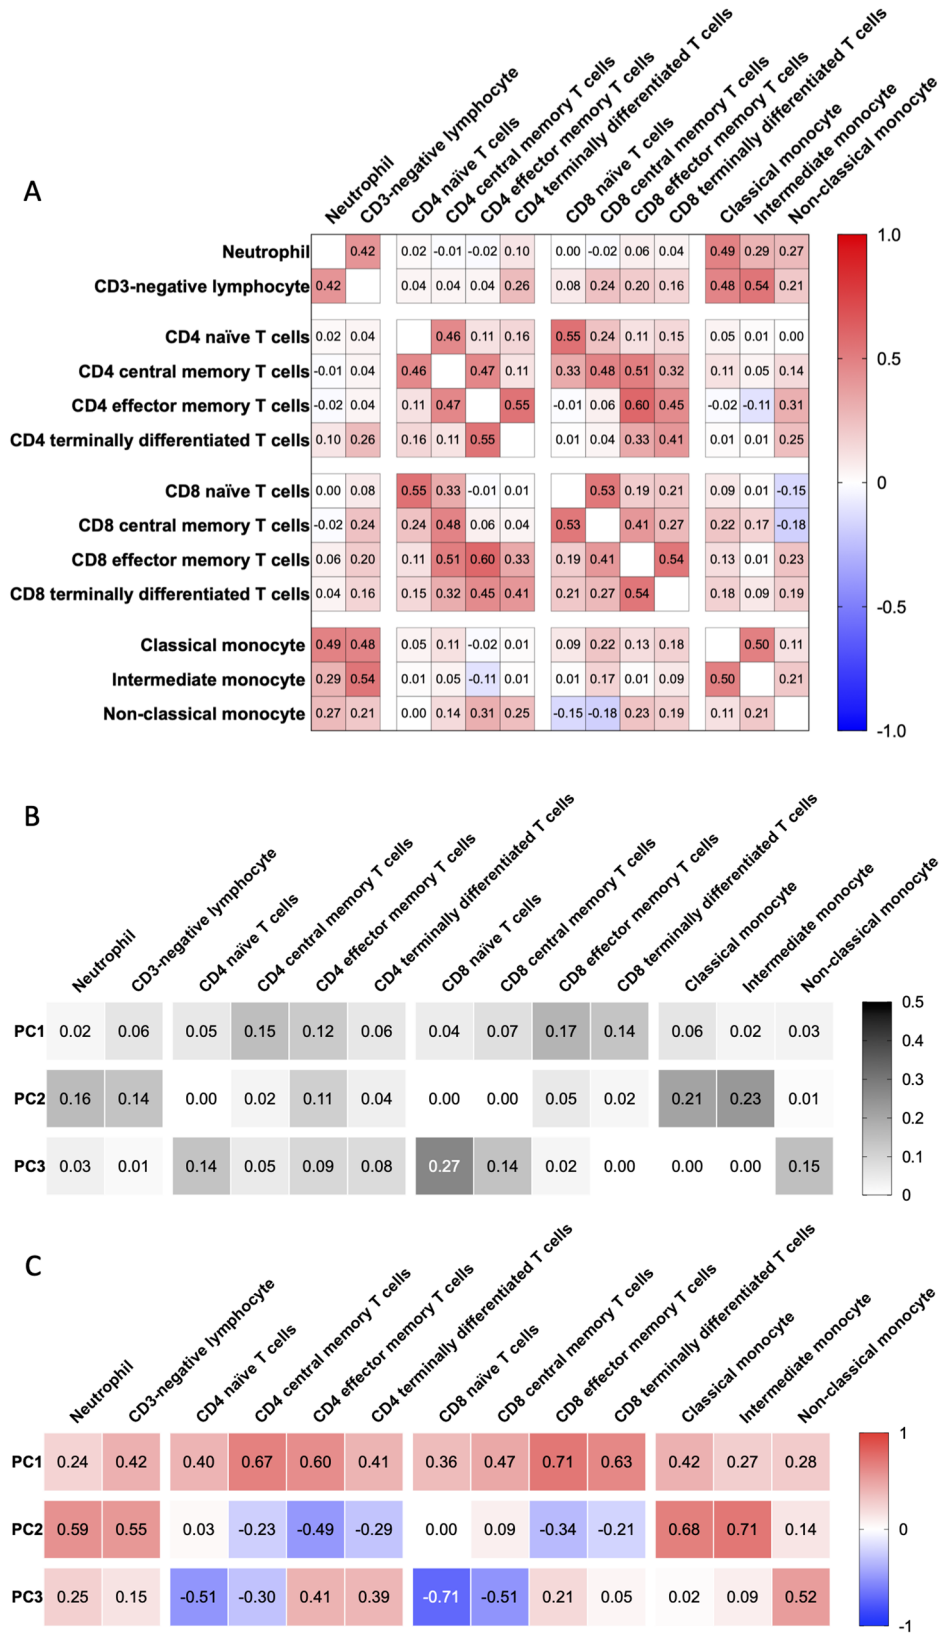 A
Neutrophil
CD3-negative lymphocyte
CD4 naïve T cells
CD4 central memory T cells
CD4 effector memory T cells
CD4 terminally differentiated T cells
CD8 naïve T cells
CD8 central memory T cells
CD8 effector memory T cells
CD8 terminally differentiated T cells
Classical monocyte
Intermediate monocyte
Non-classical monocyte
Neutrophil 0.42 0.02 -0.01 -0.02 0.10 0.00 -0.02 0.06 0.04 0.49 0.29 0.27
CD3-negative lymphocyte 0.42 0.04 0.04 0.04 0.26 0.08 0.24 0.20 0.16 0.48 0.54 0.21
CD4 naïve T cells 0.02 0.04 0.46 0.11 0.16 0.55 0.24 0.11 0.15 0.05 0.01 0.00
CD4 central memory T cells -0.01 0.04 0.46 0.47 0.11 0.33 0.48 0.51 0.32 0.11 0.05 0.14
CD4 effector memory T cells -0.02 0.04 0.11 0.47 0.55 -0.01 0.06 0.60 0.45 -0.02 -0.11 0.31
CD4 terminally differentiated T cells 0.10 0.26 0.16 0.11 0.55 0.01 0.04 0.33 0.41 0.01 0.01 0.25
CD8 naïve T cells 0.00 0.08 0.55 0.33 -0.01 0.01 0.53 0.19 0.21 0.09 0.01 -0.15
CD8 central memory T cells -0.02 0.24 0.24 0.48 0.06 0.04 0.53 0.41 0.27 0.22 0.17 -0.18
CD8 effector memory T cells 0.06 0.20 0.11 0.51 0.60 0.33 0.19 0.41 0.54 0.13 0.01 0.23
CD8 terminally differentiated T cells 0.04 0.16 0.15 0.32 0.45 0.41 0.21 0.27 0.54 0.18 0.09 0.19
Classical monocyte 0.49 0.48 0.05 0.11 -0.02 0.01 0.09 0.22 0.13 0.18 0.50 0.11
Intermediate monocyte 0.29 0.54 0.01 0.05 -0.11 0.01 0.01 0.17 0.01 0.09 0.50 0.21
Non-classical monocyte 0.27 0.21 0.00 0.14 0.31 0.25 -0.15 -0.18 0.23 0.19 0.11 0.21
1.0
0.5
0
-0.5
-1.0
B
Neutrophil
CD3-negative lymphocyte
CD4 naïve T cells
CD4 central memory T cells
CD4 effector memory T cells
CD4 terminally differentiated T cells
CD8 naïve T cells
CD8 central memory T cells
CD8 effector memory T cells
CD8 terminally differentiated T cells
Classical monocyte
Intermediate monocyte
Non-classical monocyte
PC1 0.02 0.06 0.05 0.15 0.12 0.06 0.04 0.07 0.17 0.14 0.06 0.02 0.03
PC2 0.16 0.14 0.00 0.02 0.11 0.04 0.00 0.00 0.05 0.02 0.21 0.23 0.01
PC3 0.03 0.01 0.14 0.05 0.09 0.08 0.27 0.14 0.02 0.00 0.00 0.00 0.15
0.5
0.4
0.3
0.2
0.1
0
C
Neutrophil
CD3-negative lymphocyte
CD4 naïve T cells
CD4 central memory T cells
CD4 effector memory T cells
CD4 terminally differentiated T cells
CD8 naïve T cells
CD8 central memory T cells
CD8 effector memory T cells
CD8 terminally differentiated T cells
Classical monocyte
Intermediate monocyte
Non-classical monocyte
PC1 0.24 0.42 0.40 0.67 0.60 0.41 0.36 0.47 0.71 0.63 0.42 0.27 0.28
PC2 0.59 0.55 0.03 -0.23 -0.49 -0.29 0.00 0.09 -0.34 -0.21 0.68 0.71 0.14
PC3 0.25 0.15 -0.51 -0.30 0.41 0.39 -0.71 -0.51 0.21 0.05 0.02 0.09 0.52
1
0
-1